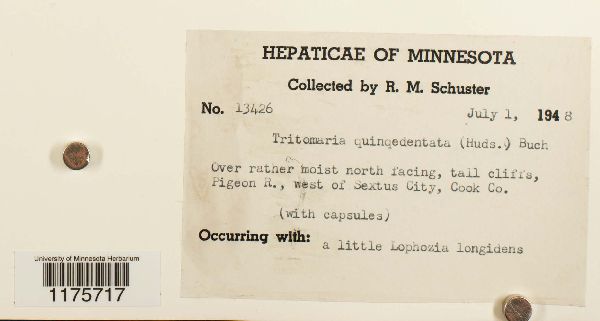 HEPATICAE OF MINNESOTA
Collected by R. M. Schuster
No. 13426 July 1, 1948
Tritomaria quinqedentata (Huds.) Buch
Over rather moist north facing, tall cliffs,
Pigeon R., west of Sextus City, Cook Co.
(with capsules)
Occurring with: a little Lophozia longidens
University of Minnesota Herbarium
1175717